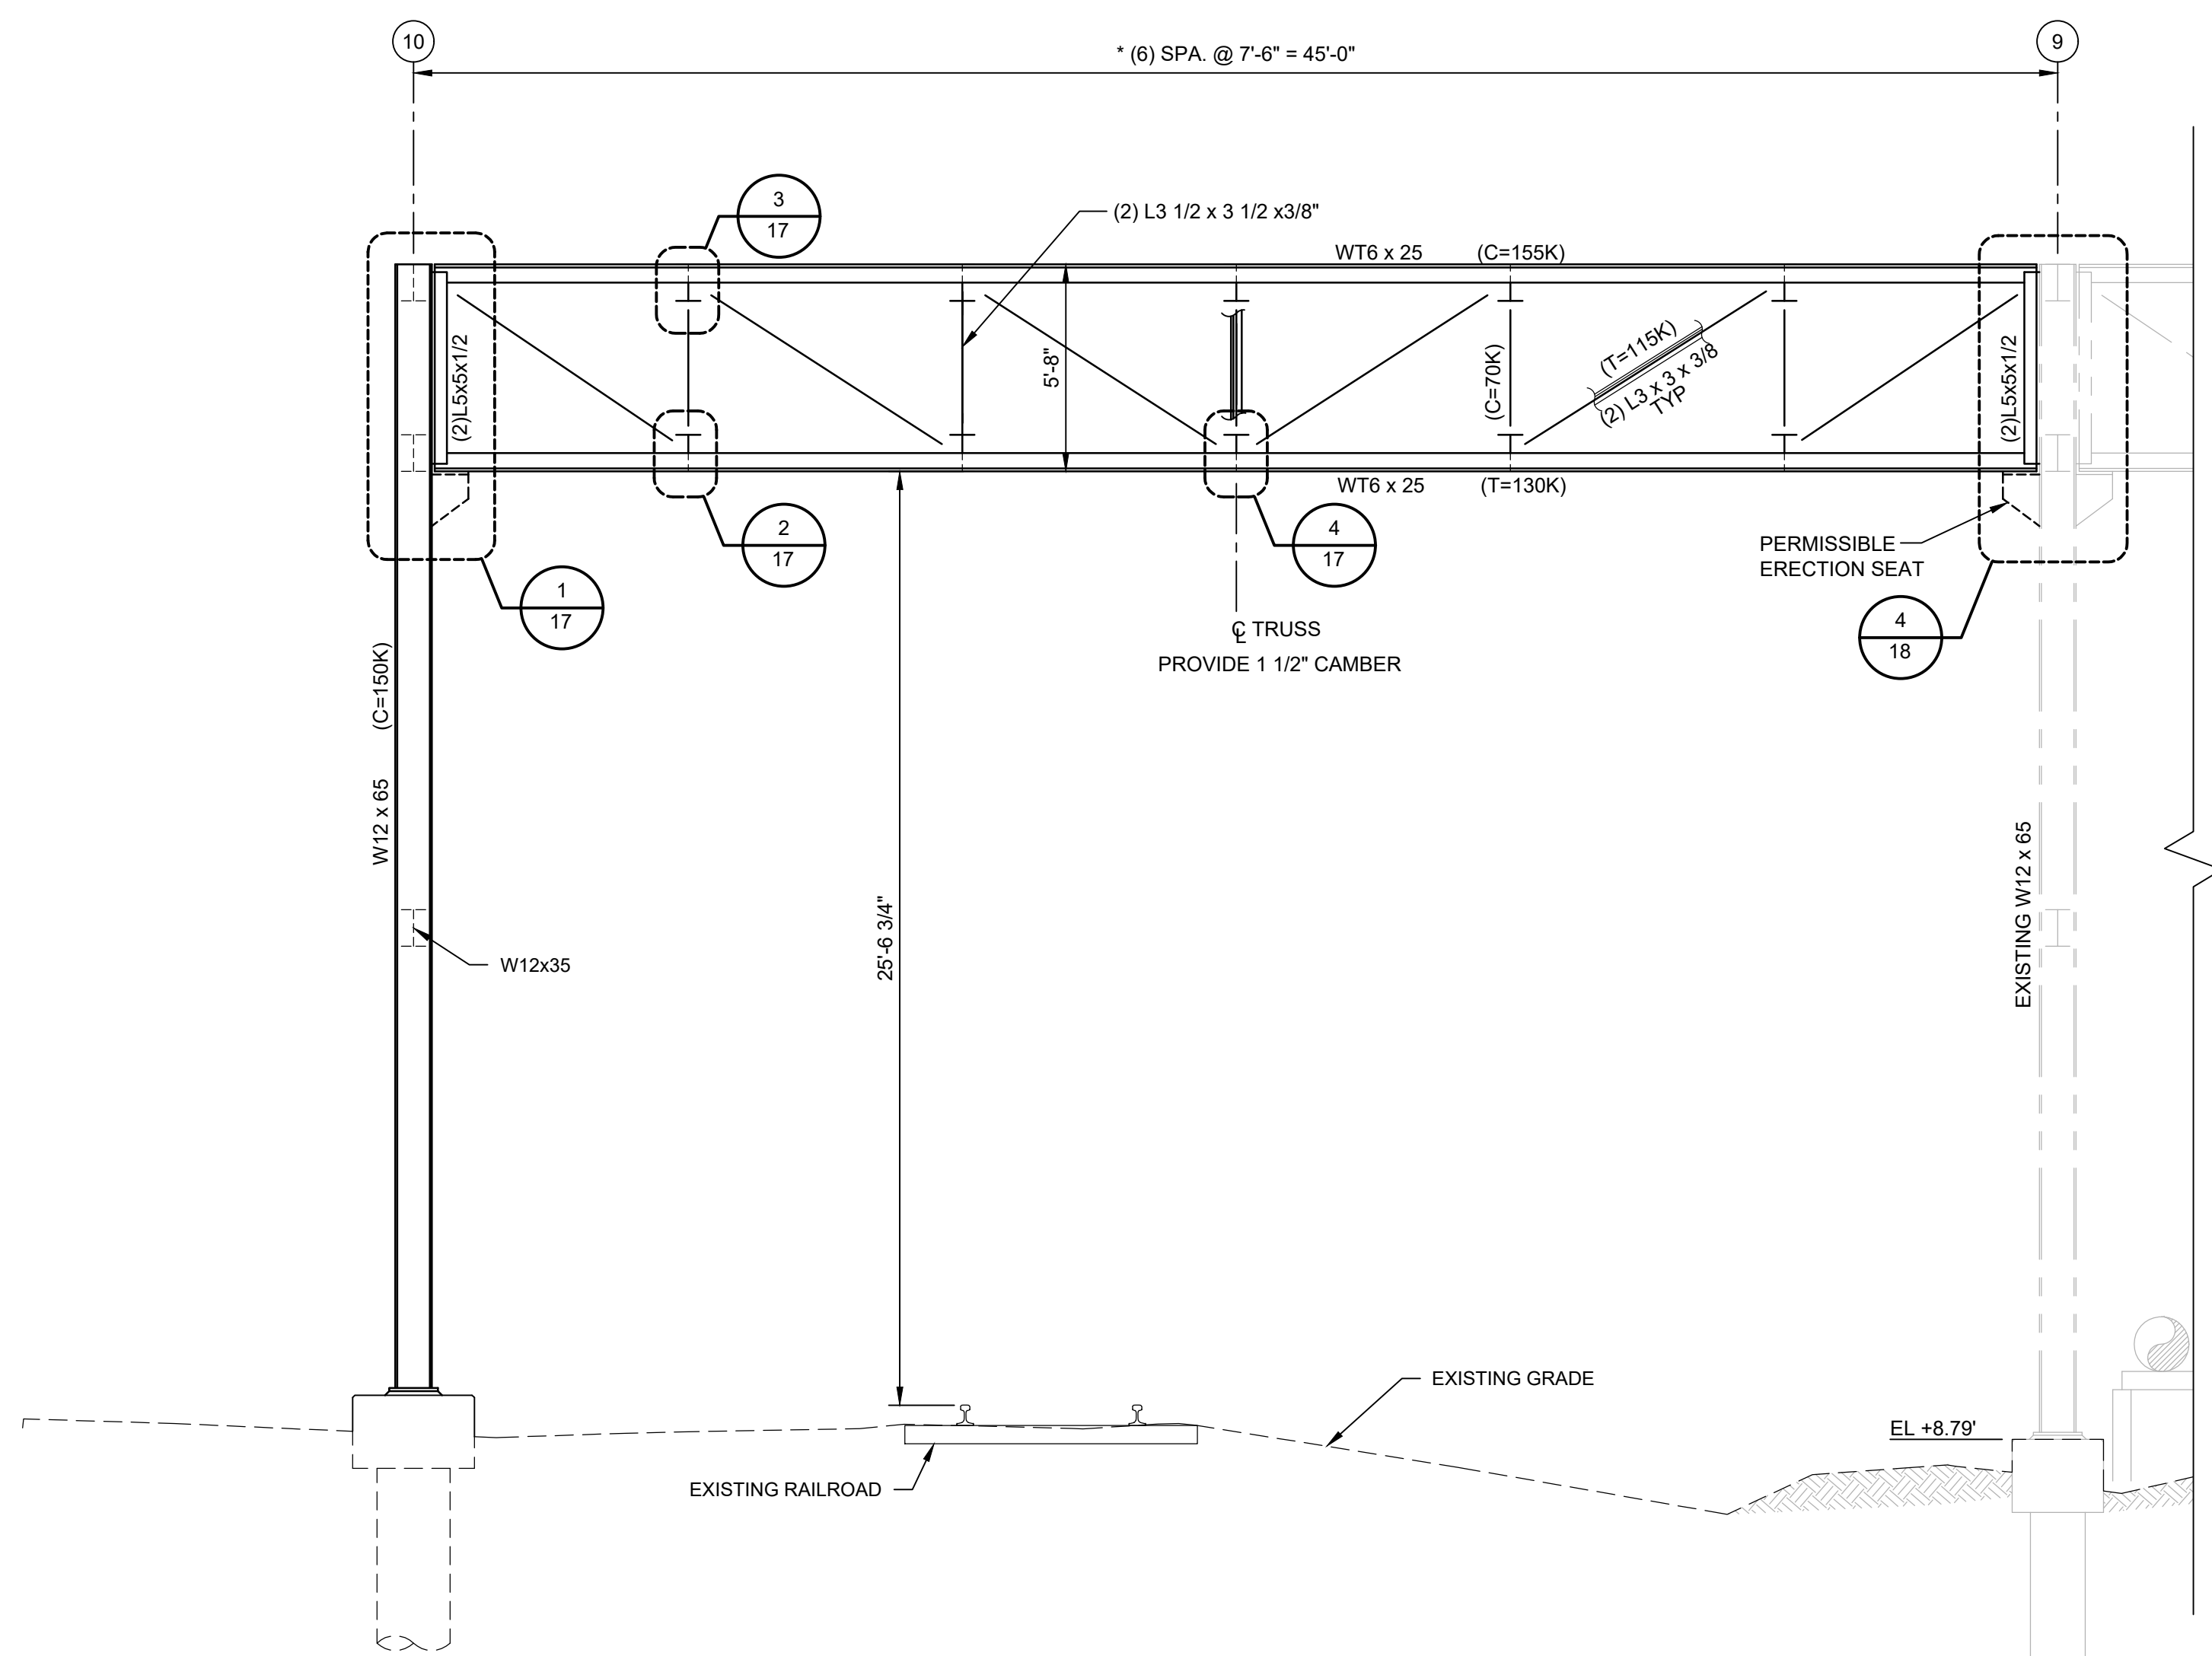 10
* (6) SPA. @ 7'-6" = 45'-0"
9
3
17
(2) L3 1/2 x 3 1/2 x3/8"
WT6 x 25 (C=155K)
(2)L5x5x1/2
5'-8"
(C=70K)
(T=115K)
(2) L3 x 3 x 3/8
TYP
(2)L5x5x1/2
WT6 x 25 (T=130K)
2
17
4
17
PERMISSIBLE
ERECTION SEAT
1
17
4
18
℄ TRUSS
PROVIDE 1 1/2" CAMBER
W12 x 65 (C=150K)
25'-6 3/4"
EXISTING W12 x 65
W12x35
EXISTING GRADE
EL +8.79'
EXISTING RAILROAD